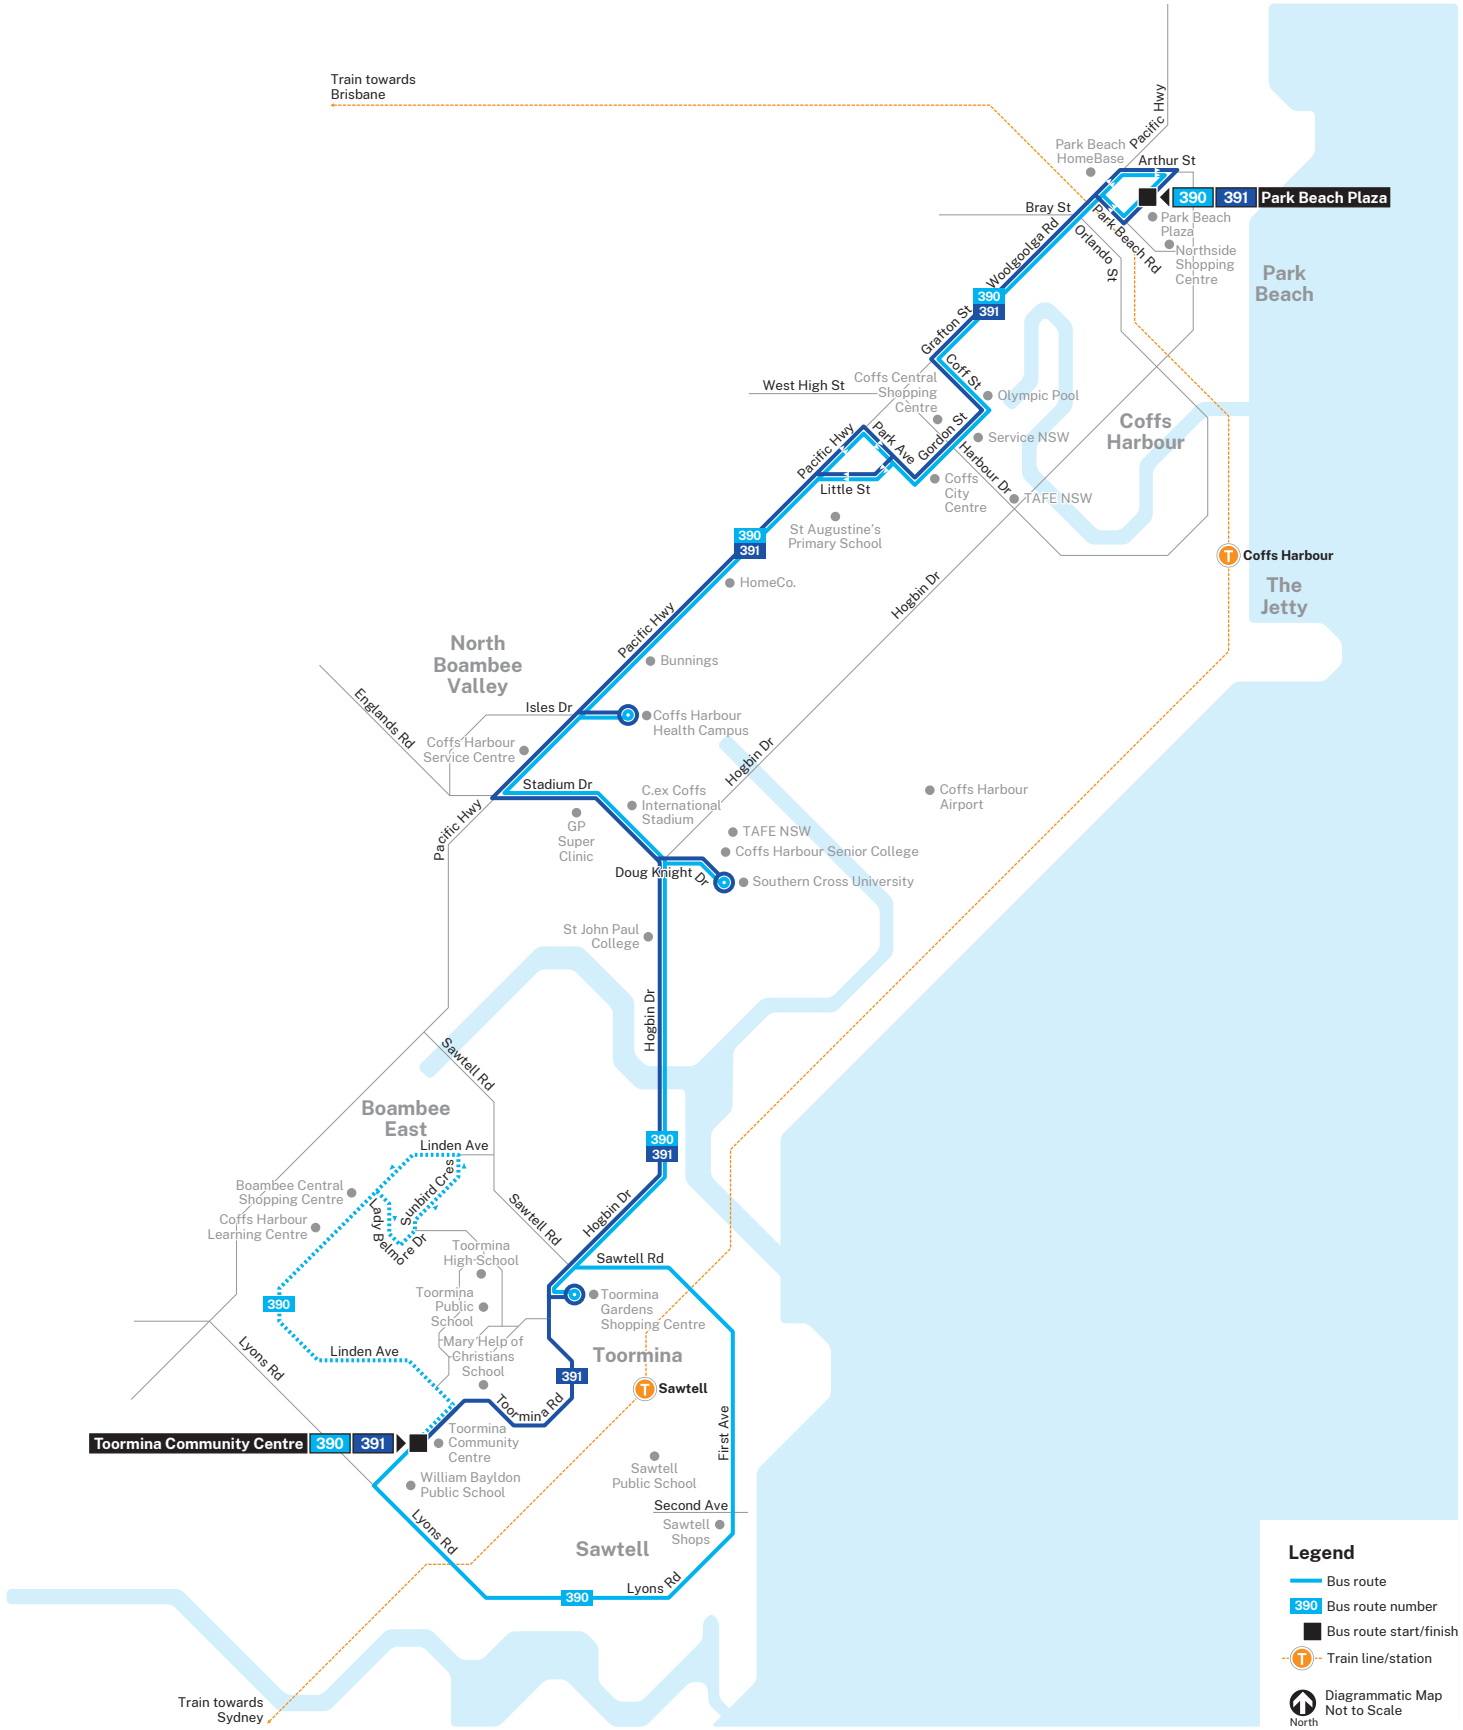 Train towards
Brisbane
Pacific Hwy
Park Beach
HomeBase
Arthur St
390 391 Park Beach Plaza
Bray St
Park Beach
Plaza
Park Beach Rd
Orlando St
Northside
Shopping
Centre
Woolgoolga Rd
Park
Beach
390
391
Grafton St
Coff St
Coffs Central
Shopping
Centre
West High St
Olympic Pool
Coffs
Harbour
Gordon St
Service NSW
Park Ave
Pacific Hwy
Harbour Dr
Little St
Coffs
City
Centre
TAFE NSW
St Augustine's
Primary School
390
391
Coffs Harbour
HomeCo.
Hogbin Dr
The
Jetty
Pacific Hwy
North
Boambee
Valley
Bunnings
Englands Rd
Isles Dr
Coffs Harbour
Health Campus
Coffs Harbour
Service Centre
Hogbin Dr
Stadium Dr
C.ex Coffs
International
Stadium
Coffs Harbour
Airport
Pacific Hwy
GP
Super
Clinic
TAFE NSW
Coffs Harbour Senior College
Doug Knight Dr
Southern Cross University
St John Paul
College
Hogbin Dr
Sawtell Rd
Boambee
East
Linden Ave
390
391
Boambee Central
Shopping Centre
Sunbird Cres
Lady Belmore Dr
Coffs Harbour
Learning Centre
Sawtell Rd
Hogbin Dr
Toormina
High School
Sawtell Rd
Toormina
Public
School
Toormina
Gardens
Shopping Centre
390
Mary Help of
Christians
School
Toormina
Linden Ave
Lyons Rd
391
Sawtell
Toormina Rd
First Ave
Toormina Community Centre 390 391
Toormina
Community
Centre
Sawtell
Public School
William Bayldon
Public School
Second Ave
Lyons Rd
Sawtell
Shops
Sawtell
390
Lyons Rd
Train towards
Sydney
Legend
Bus route
390 Bus route number
Bus route start/finish
T Train line/station
Diagrammatic Map
Not to Scale
North